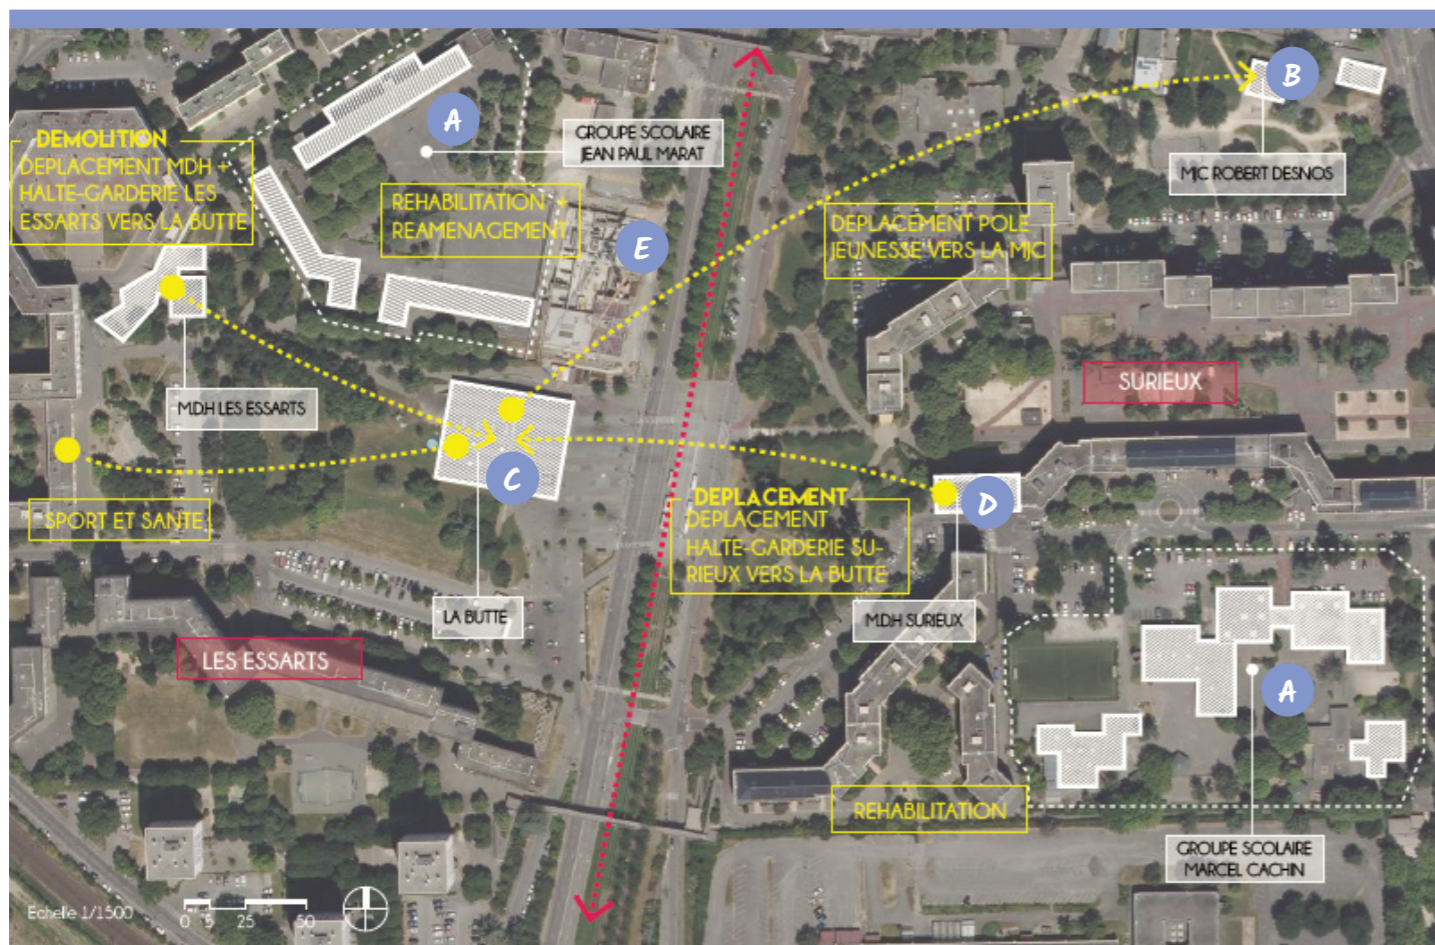 A
B
GROUPE SCOLAIRE
JEAN PAUL MARAT
DEMOLITION
DEPLACEMENT MDH +
HALTE-GARDERIE LES
ESSARTS VERS LA BUTTE
MJC ROBERT DESNOS
REHABILITATION +
REAMENAGEMENT
E
DEPLACEMENT POLE
JEUNESSE VERS LA MJC
SURIEUX
M.D.H LES ESSARTS
C
D
SPORT ET SANTE
DEPLACEMENT
DEPLACEMENT
HALTE-GARDERIE SU-
RIEUX VERS LA BUTTE
LA BUTTE
M.D.H SURIEUX
LES ESSARTS
A
REHABILITATION
GROUPE SCOLAIRE
MARCEL CACHIN
Echelle 1/1500
0 5 25 50